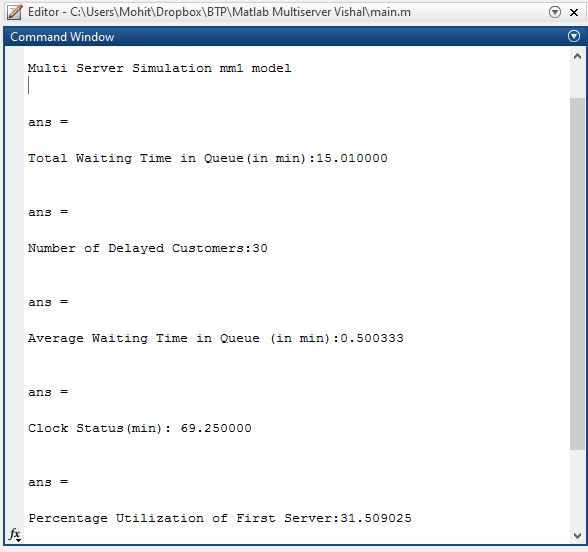 Editor - C:\Users\Mohit\Dropbox\BTP\Matlab Multiserver Vishal\main.m
Command Window
Multi Server Simulation mm1 model
ans =
Total Waiting Time in Queue(in min):15.010000
ans =
Number of Delayed Customers:30
ans =
Average Waiting Time in Queue (in min):0.500333
ans =
Clock Status(min): 69.250000
ans =
Percentage Utilization of First Server:31.509025
fx